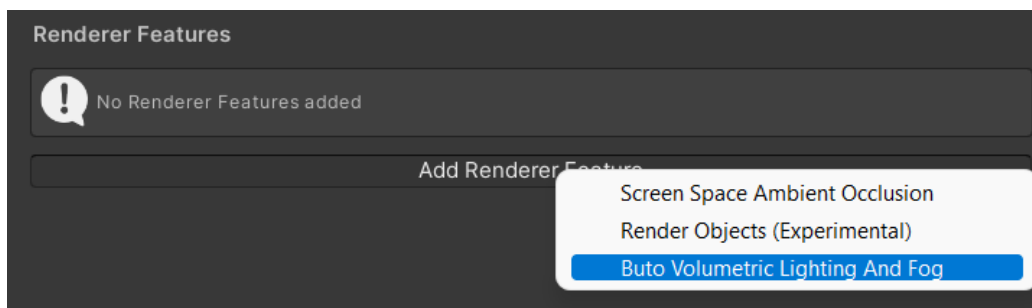 Renderer Features
No Renderer Features added
Add Renderer Feature
Screen Space Ambient Occlusion
Render Objects (Experimental)
Buto Volumetric Lighting And Fog